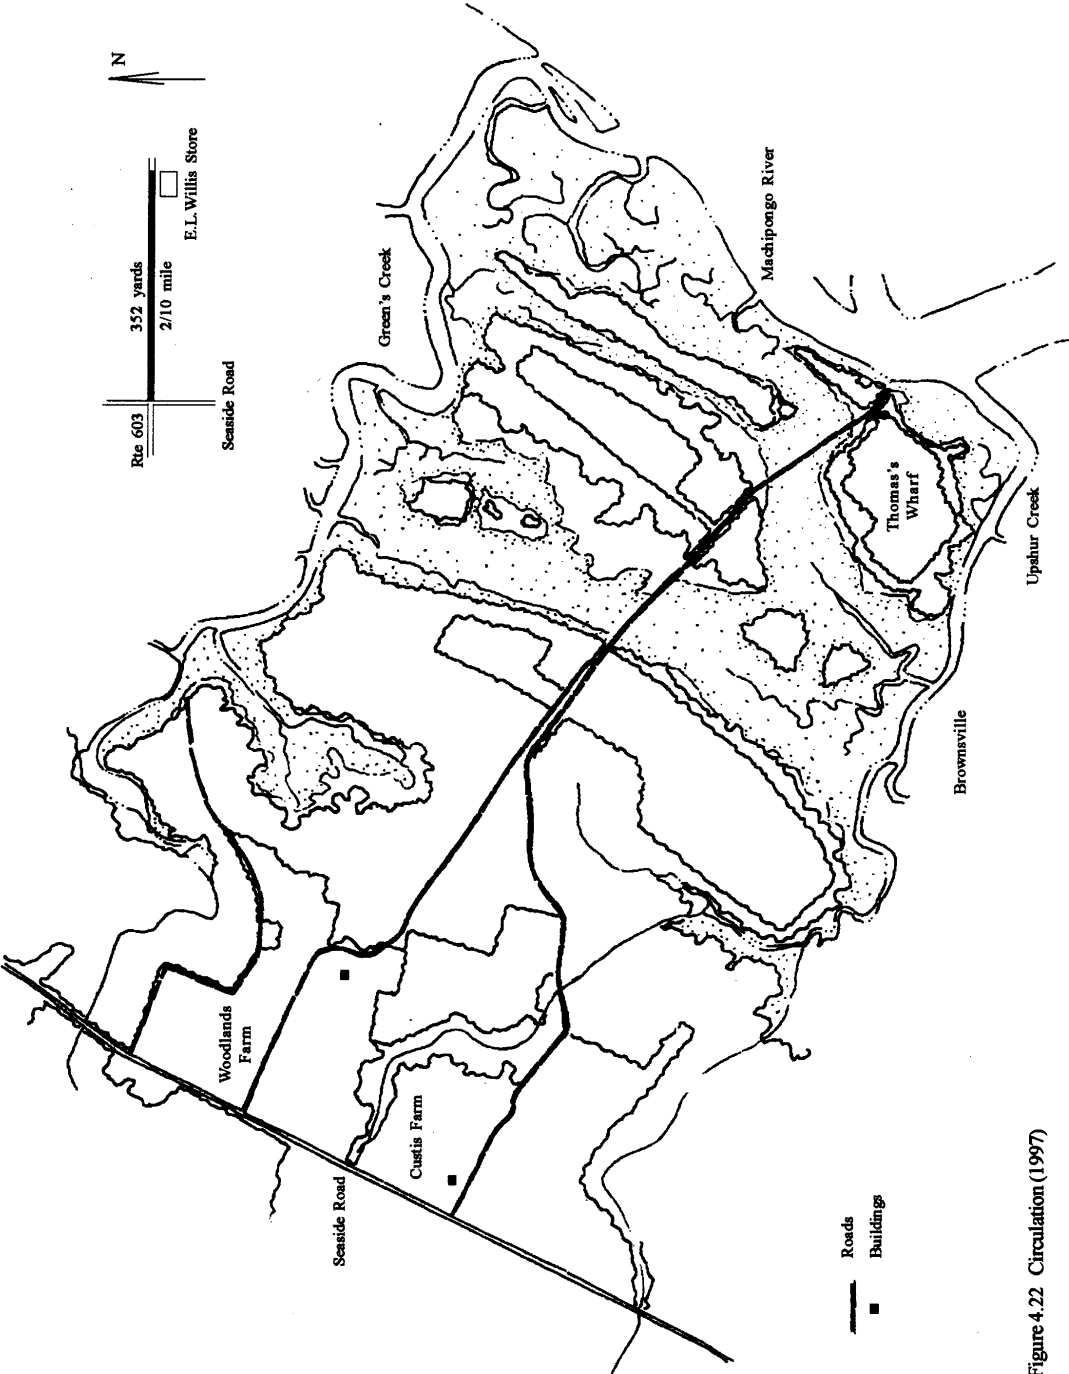 N
Rte 603
352 yards
2/10 mile
E.L.Willis Store
Seaside Road
Green's Creek
Machipongo River
Woodlands
Farm
Thomas's
Wharf
Custis Farm
Seaside Road
Upshur Creek
Brownsville
Roads
Buildings
Figure 4.22 Circulation (1997)